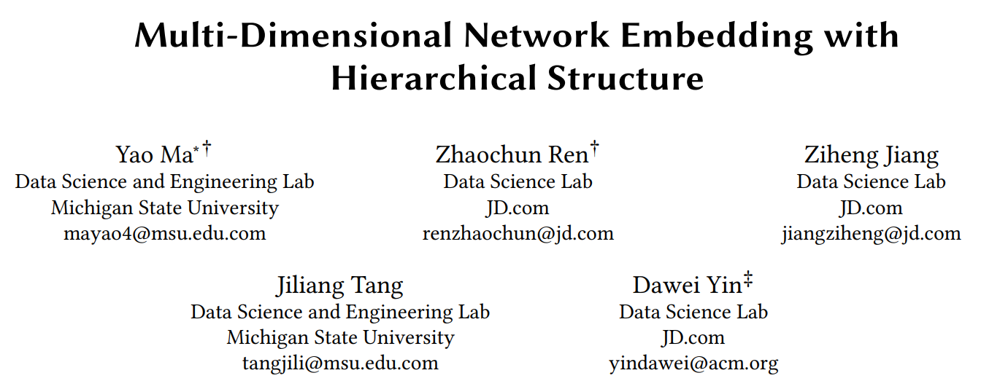 Multi-Dimensional Network Embedding with
Hierarchical Structure
Yao Ma*†
Data Science and Engineering Lab
Michigan State University
mayao4@msu.edu.com
Zhaochun Ren†
Data Science Lab
JD.com
renzhaochun@jd.com
Ziheng Jiang
Data Science Lab
JD.com
jiangziheng@jd.com
Jiliang Tang
Data Science and Engineering Lab
Michigan State University
tangjili@msu.edu.com
Dawei Yin‡
Data Science Lab
JD.com
yindawei@acm.org